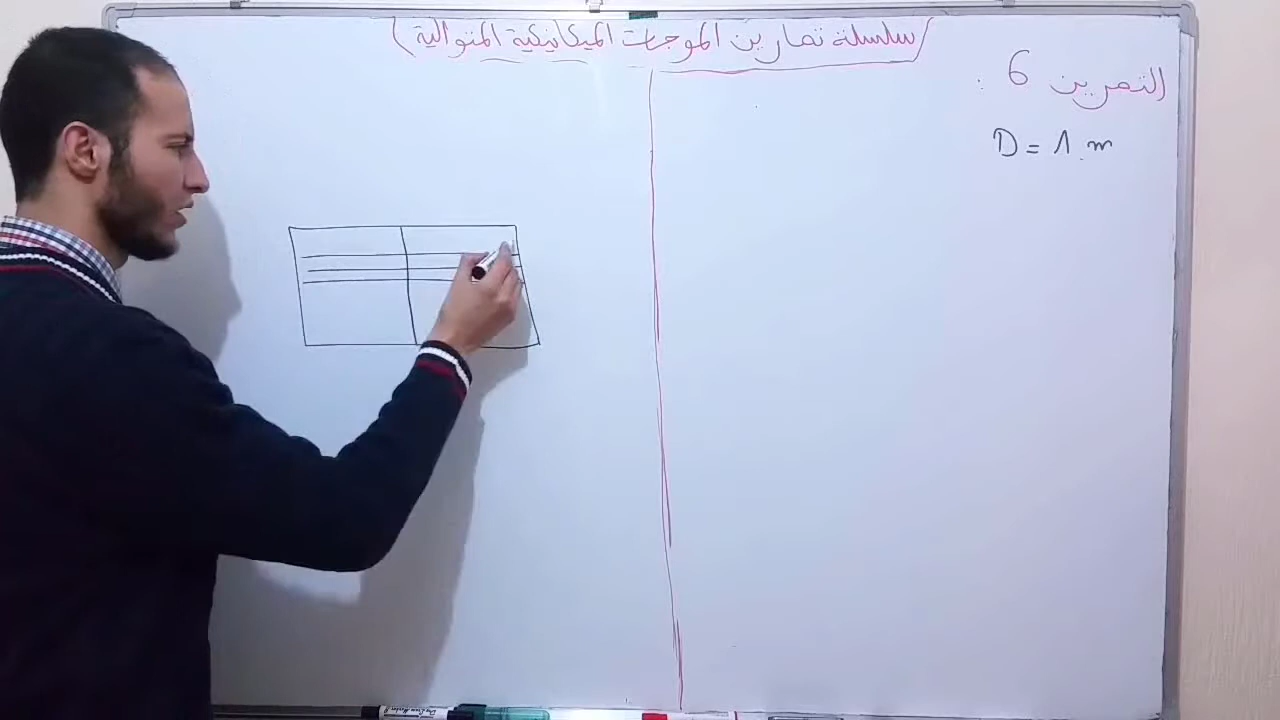 (سلسلة تمارين الموجات الميكانيكية المتوالية)
التمرين 6 :
D = 1.m